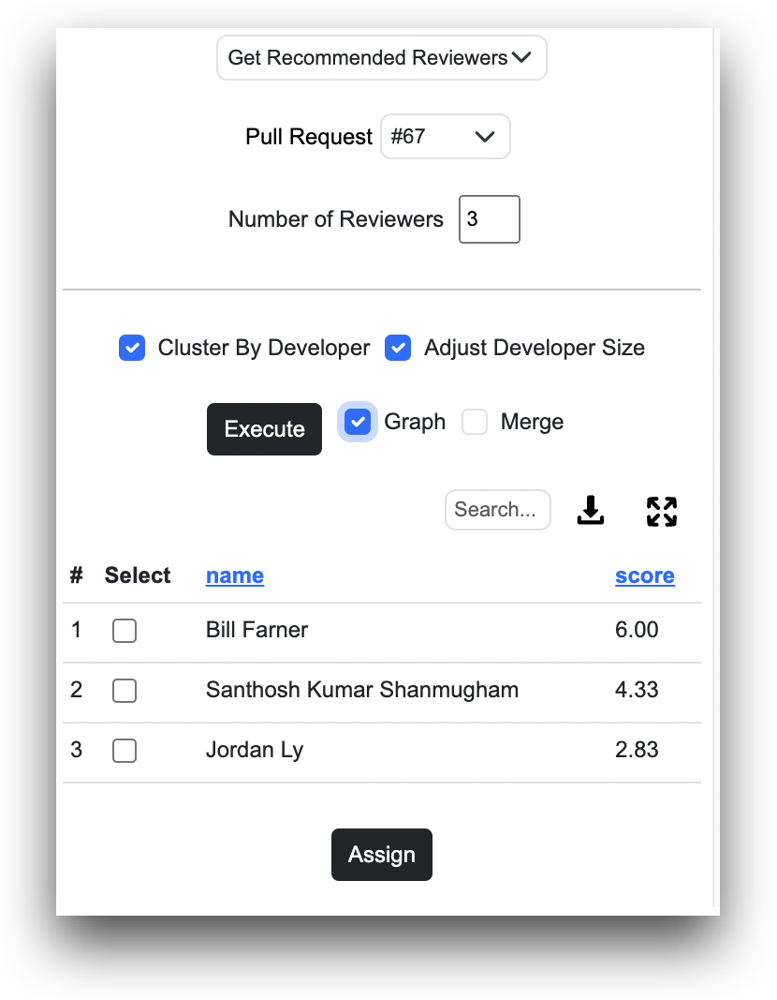 Get Recommended Reviewers
Pull Request #67
Number of Reviewers 3
Cluster By Developer Adjust Developer Size
Execute Graph Merge
Search...
# Select name score
1 Bill Farner 6.00
2 Santhosh Kumar Shanmugham 4.33
3 Jordan Ly 2.83
Assign